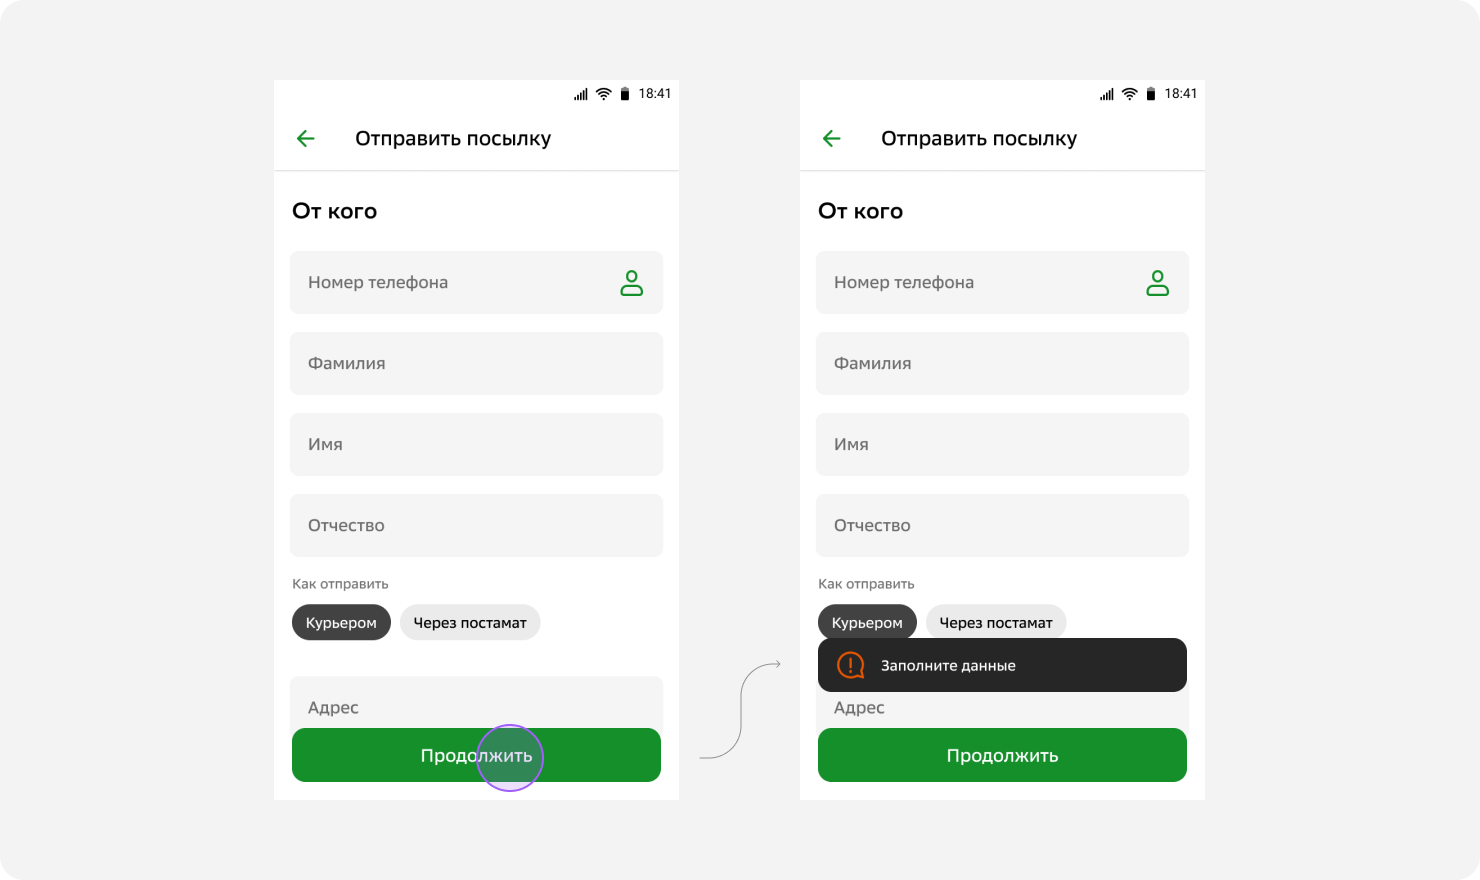 18:41
Отправить посылку
От кого
Номер телефона
Фамилия
Имя
Отчество
Как отправить
Курьером Через постамат
Адрес
Продолжить
18:41
Отправить посылку
От кого
Номер телефона
Фамилия
Имя
Отчество
Как отправить
Курьером Через постамат
Заполните данные
Адрес
Продолжить